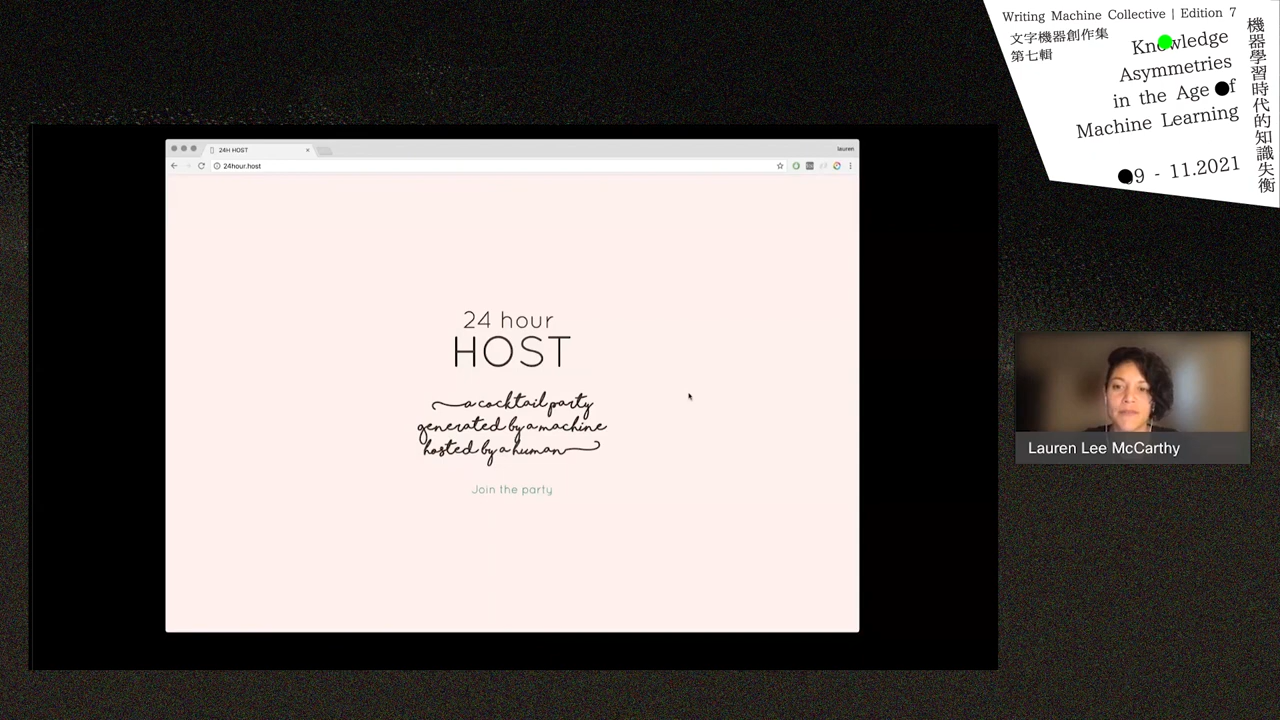 Writing Machine Collective | Edition 7
文字機器創作集
第七輯
Knowledge
Asymmetries
in the Age of
Machine Learning
09 - 11.2021
機器學習時代的知識失衡
24H HOST
lauren
24hour.host
24 hour
HOST
a cocktail party
generated by a machine
hosted by a human
Join the party
Lauren Lee McCarthy